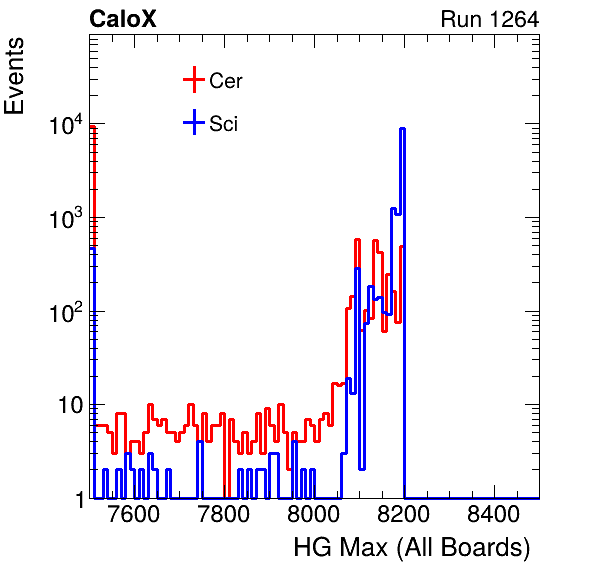 CaloX Run 1264
Events
Cer
Sci
10^4
10^3
10^2
10
1
7600 7800 8000 8200 8400
HG Max (All Boards)